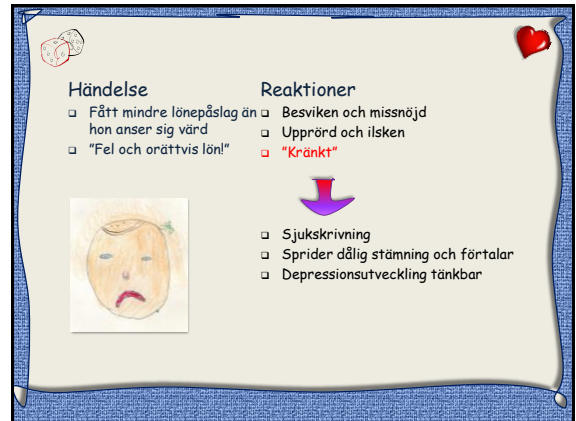 Händelse
Fått mindre lönepåslag än
hon anser sig värd
"Fel och orättvis lön!"
Reaktioner
Besviken och missnöjd
Upprörd och ilsken
"Kränkt"
Sjukskrivning
Sprider dålig stämning och förtalar
Depressionsutveckling tänkbar